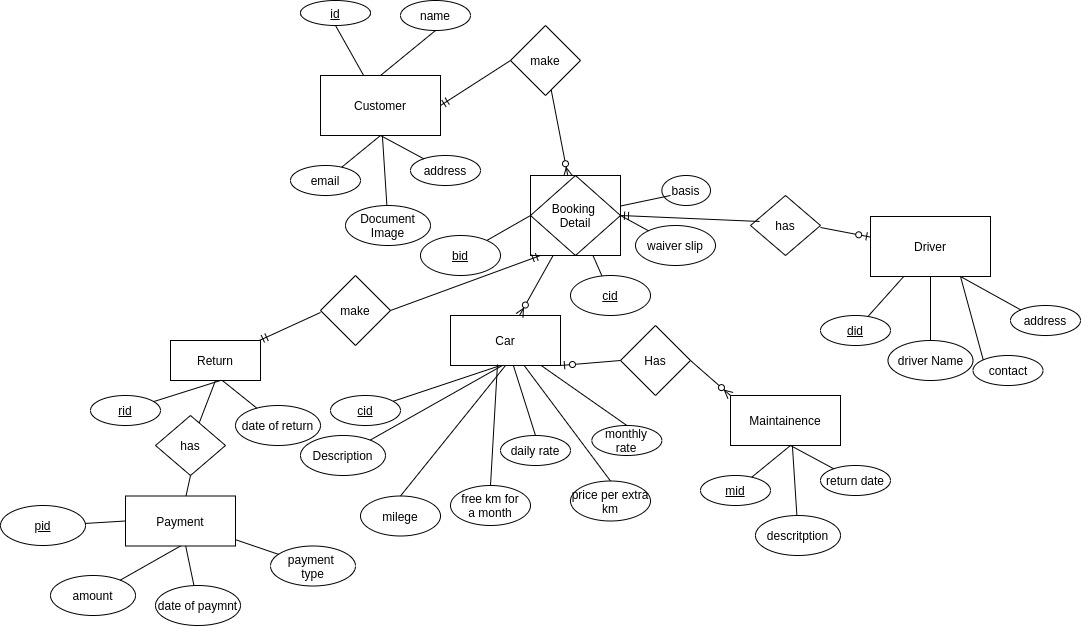 id
name
make
Customer
email
address
Document
Image
Booking
Detail
basis
waiver slip
bid
cid
has
Driver
did
driver Name
contact
address
make
Return
rid
date of return
has
Payment
pid
amount
date of paymnt
payment
type
Car
cid
Description
milege
free km for
a month
daily rate
price per extra
km
monthly
rate
Has
Maintainence
mid
descritption
return date